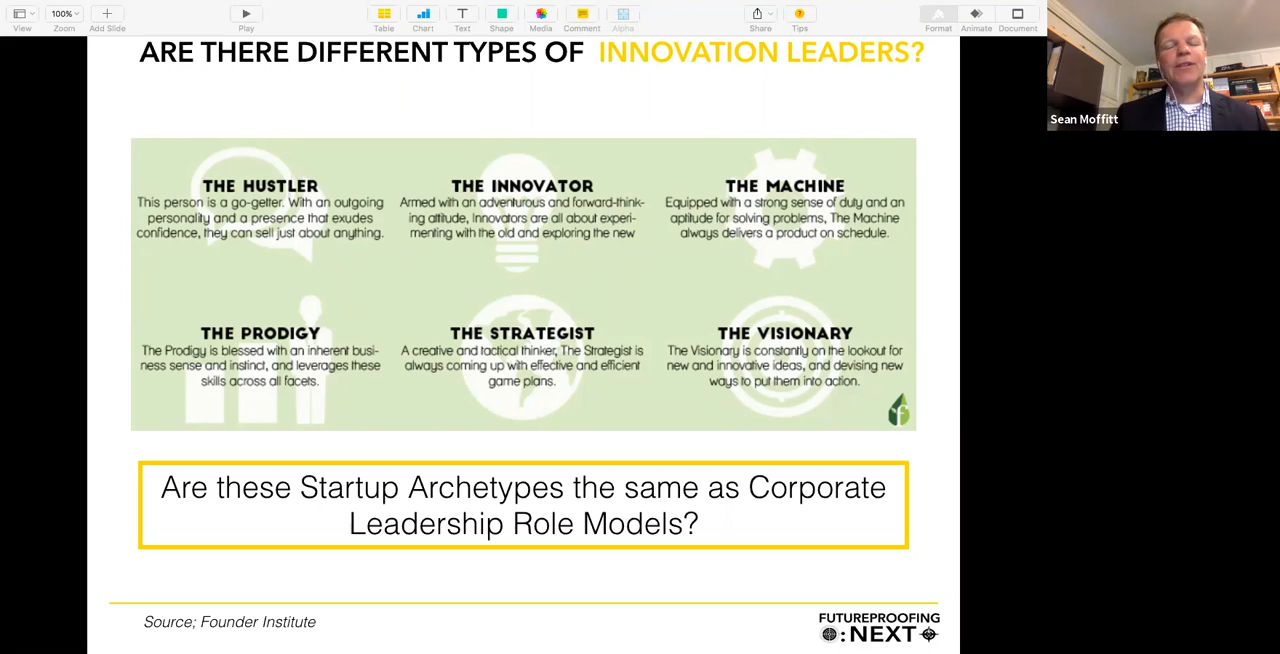 View
100%
Zoom
Add Slide
Play
Table
Chart
Text
Shape
Media
Comment
Alpha
Share
Tips
Format
Animate
Document
ARE THERE DIFFERENT TYPES OF INNOVATION LEADERS?
Sean Moffitt
THE HUSTLER
This person is a go-getter. With an outgoing
personality and a presence that exudes
confidence, they can sell just about anything.
THE INNOVATOR
Armed with an adventurous and forward-think-
ing attitude, Innovators are all about experi-
menting with the old and exploring the new
THE MACHINE
Equipped with a strong sense of duty and an
aptitude for solving problems, The Machine
always delivers a product on schedule.
THE PRODIGY
The Prodigy is blessed with an inherent busi-
ness sense and instinct, and leverages these
skills across all facets.
THE STRATEGIST
A creative and tactical thinker, The Strategist is
always coming up with effective and efficient
game plans.
THE VISIONARY
The Visionary is constantly on the lookout for
new and innovative ideas, and devising new
ways to put them into action.
Are these Startup Archetypes the same as Corporate
Leadership Role Models?
Source; Founder Institute
FUTUREPROOFING
:NEXT